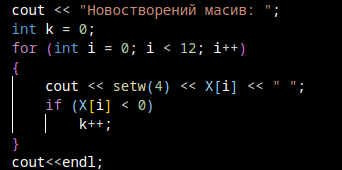 cout << "Новостворений масив: ";
int k = 0;
for (int i = 0; i < 12; i++)
{
cout << setw(4) << X[i] << " ";
if (X[i] < 0)
k++;
}
cout<<endl;